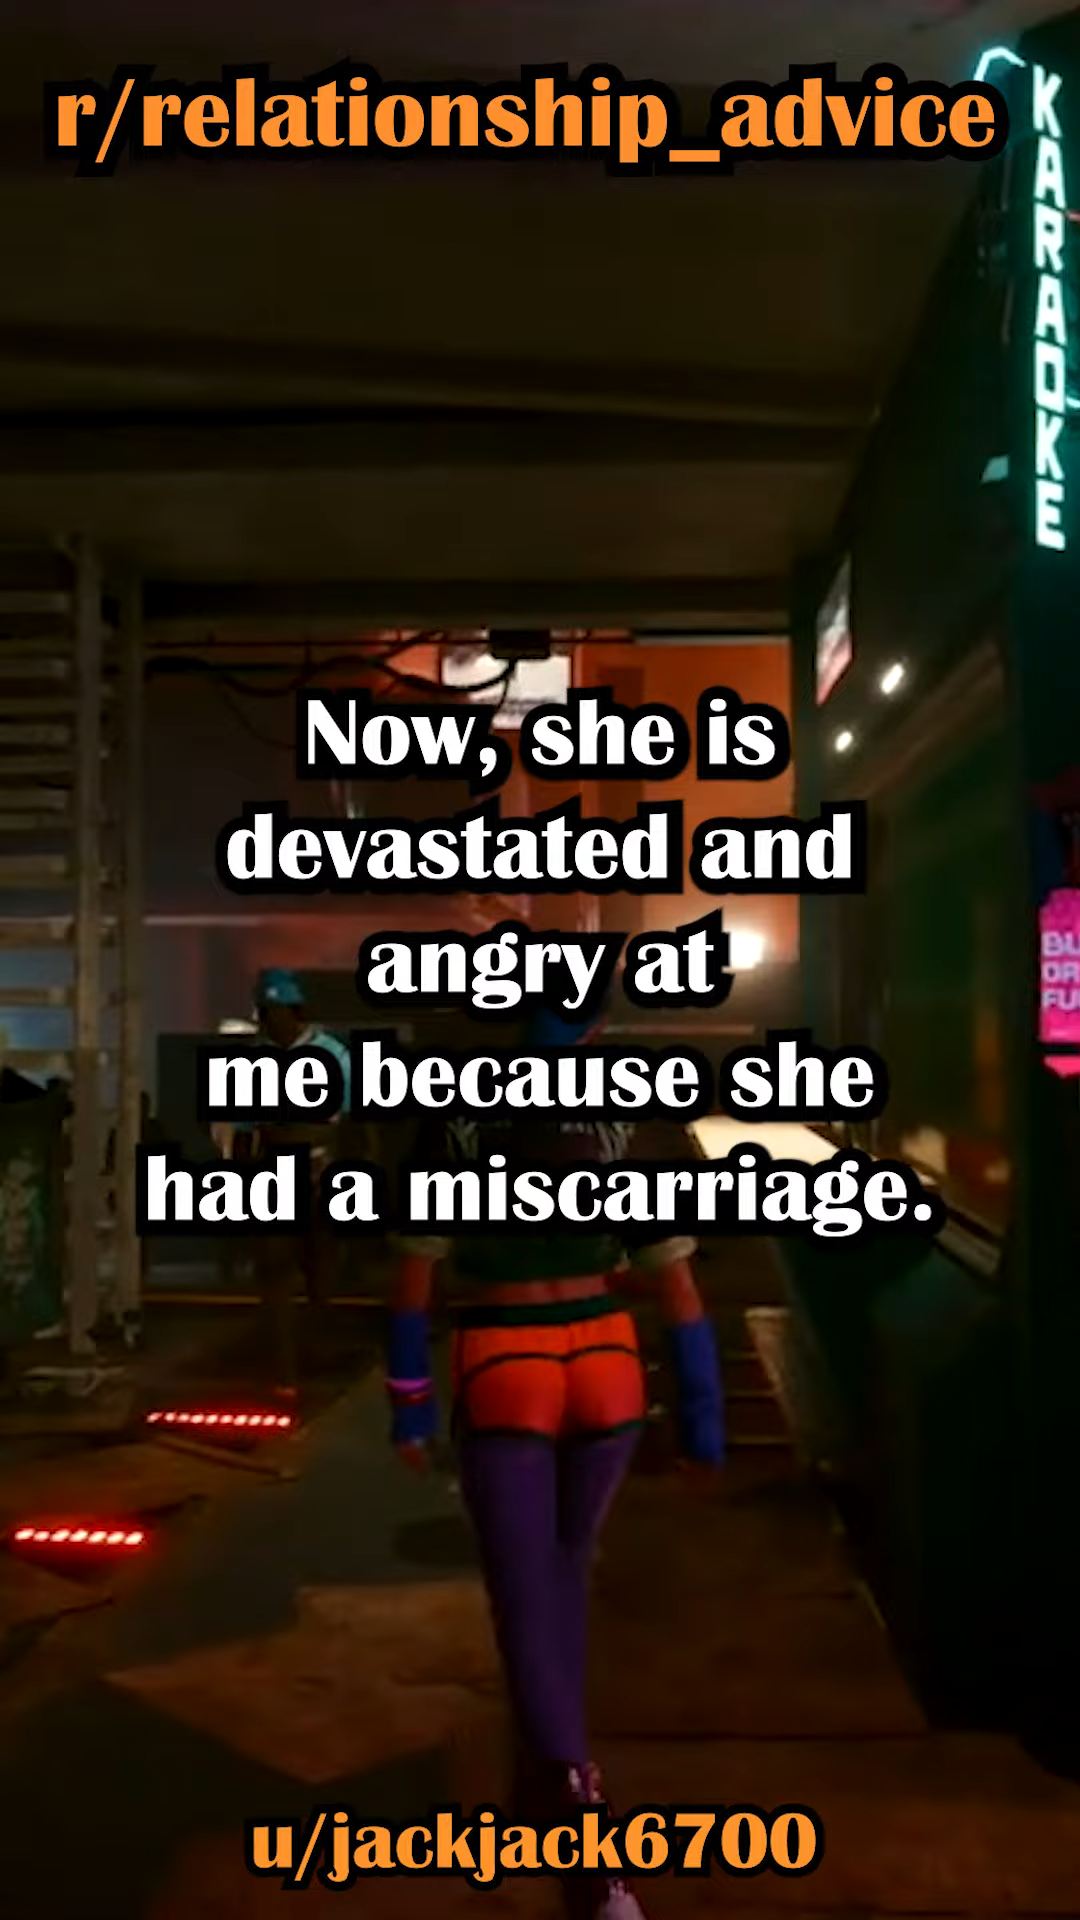 r/relationship_advice
KARAOKE
Now, she is
devastated and
angry at
me because she
had a miscarriage.
u/jackjack6700